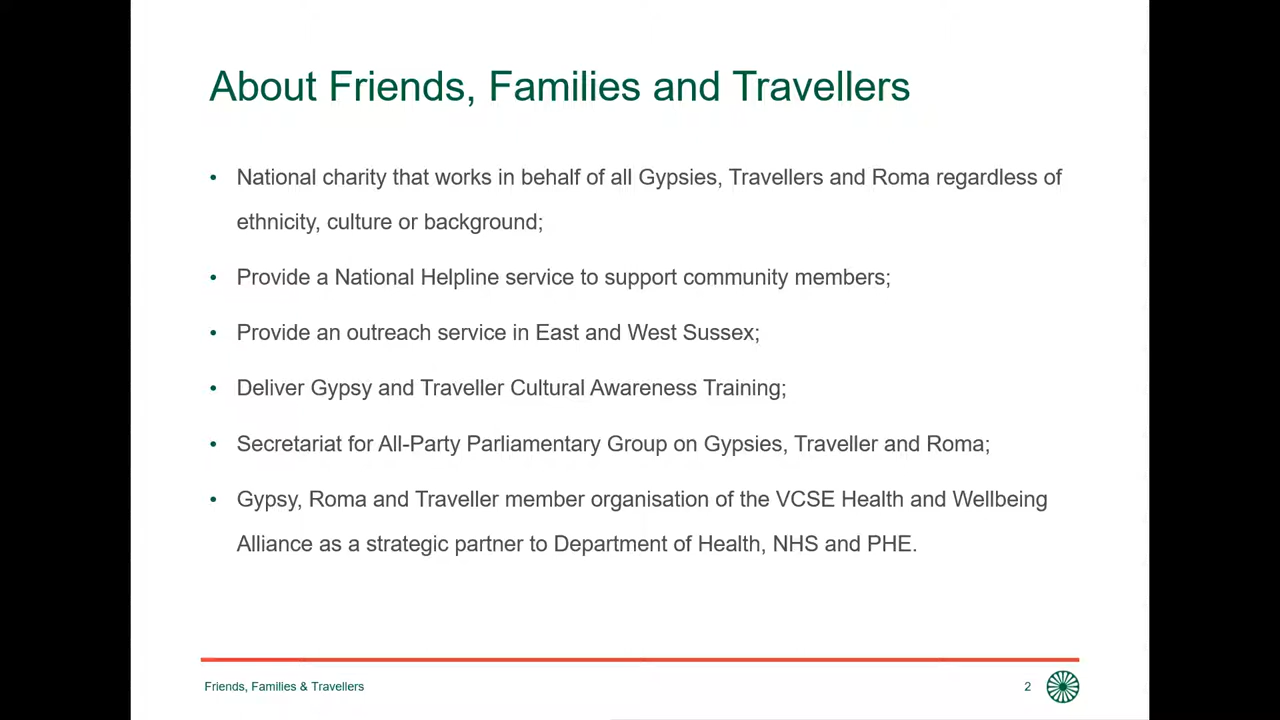 About Friends, Families and Travellers
• National charity that works in behalf of all Gypsies, Travellers and Roma regardless of
ethnicity, culture or background;
• Provide a National Helpline service to support community members;
• Provide an outreach service in East and West Sussex;
• Deliver Gypsy and Traveller Cultural Awareness Training;
• Secretariat for All-Party Parliamentary Group on Gypsies, Traveller and Roma;
• Gypsy, Roma and Traveller member organisation of the VCSE Health and Wellbeing
Alliance as a strategic partner to Department of Health, NHS and PHE.
Friends, Families & Travellers
2